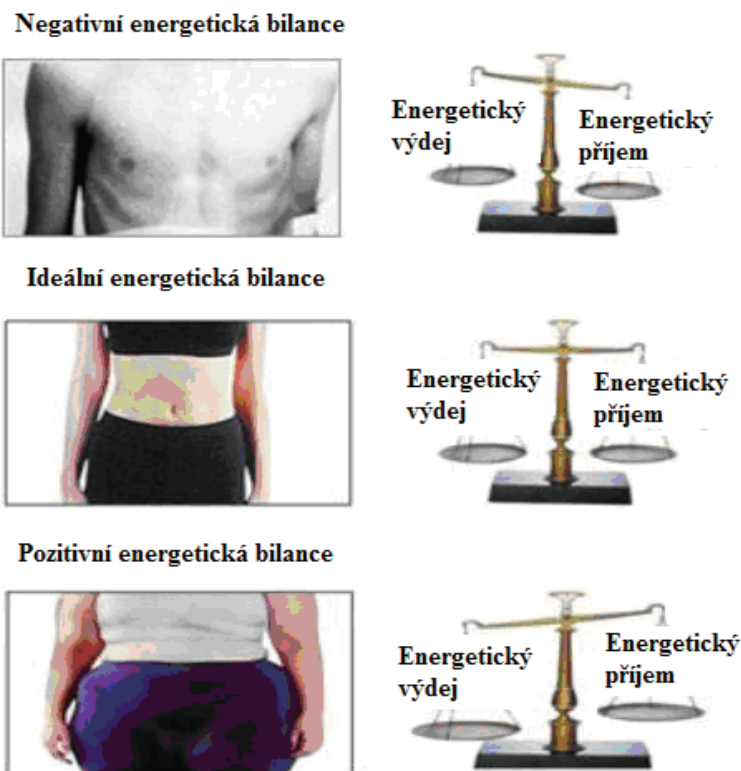 Negativní energetická bilance
Energetický
výdej
Energetický
příjem
Ideální energetická bilance
Energetický
výdej
Energetický
příjem
Pozitivní energetická bilance
Energetický
výdej
Energetický
příjem